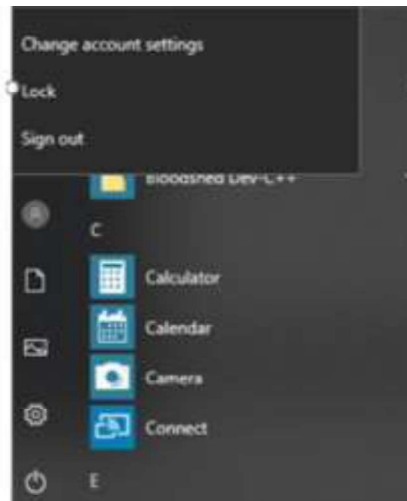 Change account settings
Lock
Sign out
Bloodshed Dev-C++
C
Calculator
Calendar
Camera
Connect
E